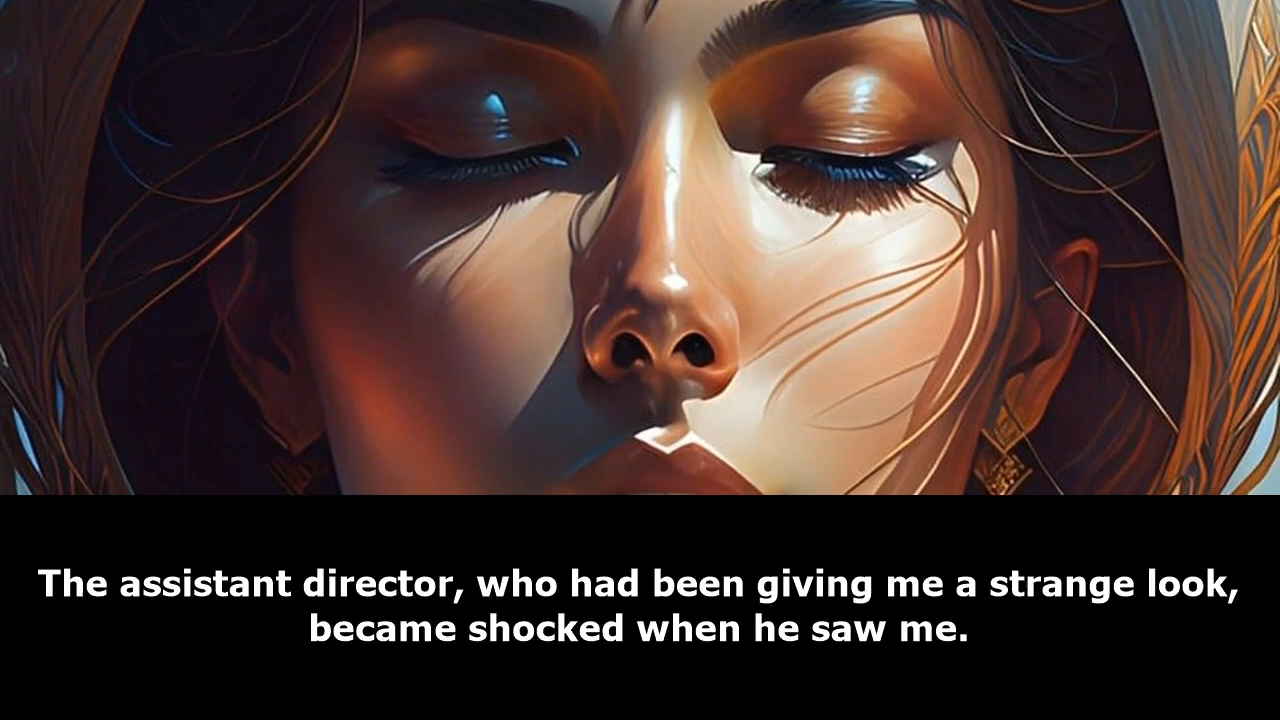 The assistant director, who had been giving me a strange look,
became shocked when he saw me.